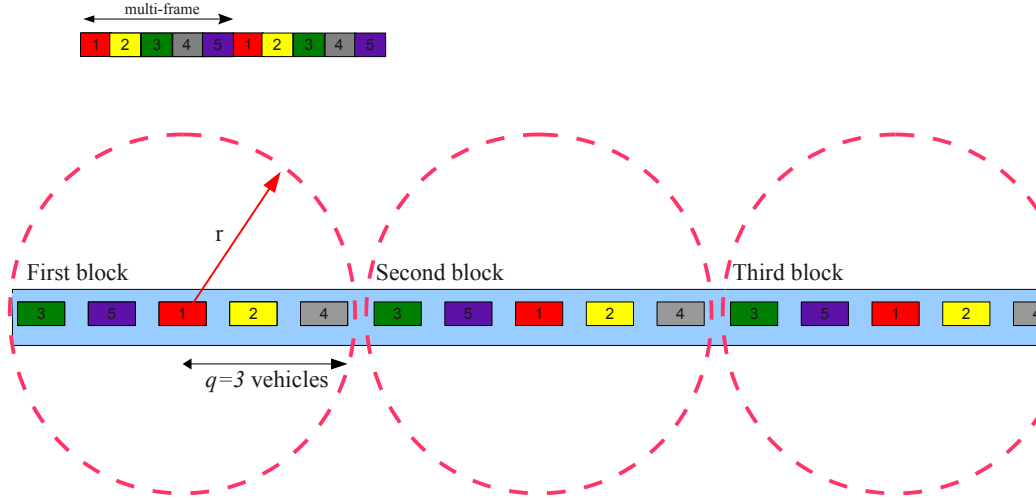 multi-frame
1 2 3 4 5 1 2 3 4 5
r
First block Second block Third block
3 5 1 2 4 3 5 1 2 4 3 5 1 2 4
q=3 vehicles